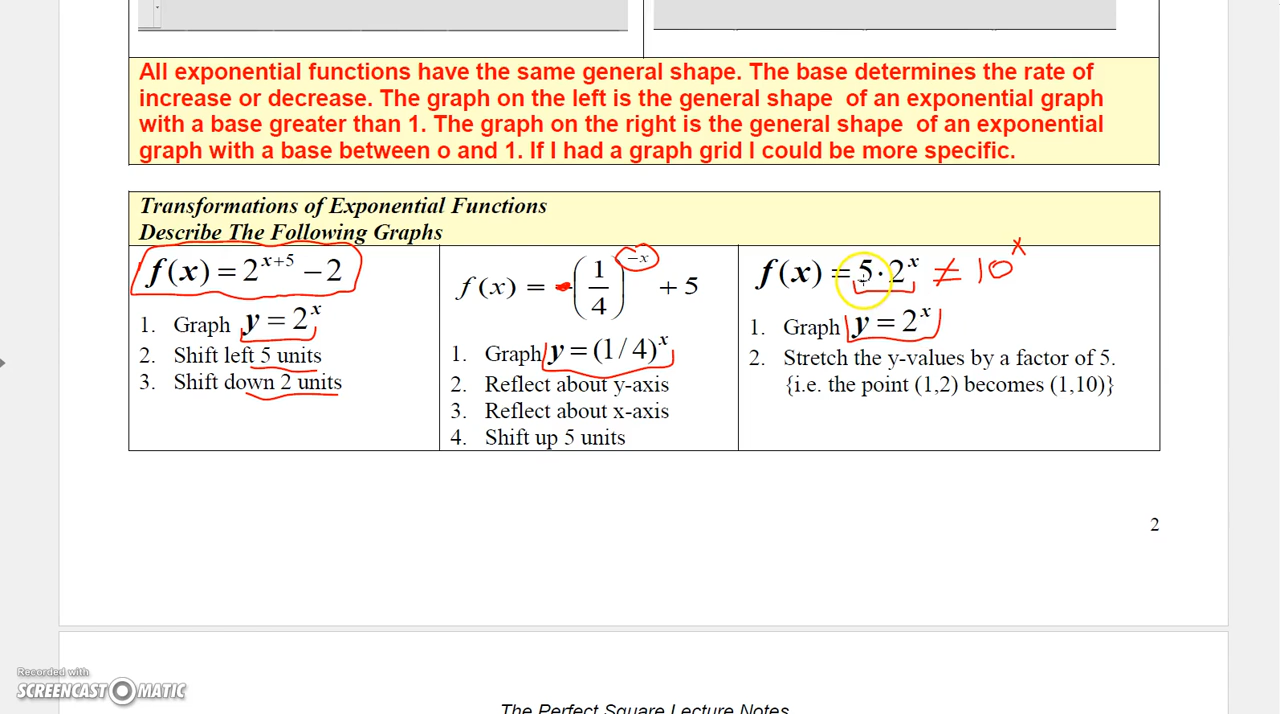 All exponential functions have the same general shape. The base determines the rate of
increase or decrease. The graph on the left is the general shape of an exponential graph
with a base greater than 1. The graph on the right is the general shape of an exponential
graph with a base between o and 1. If I had a graph grid I could be more specific.
Transformations of Exponential Functions
Describe The Following Graphs
f(x) = 2^{x+5} − 2
1. Graph y = 2^x
2. Shift left 5 units
3. Shift down 2 units
f(x) = -(1/4)^{−x} + 5
1. Graph y = (1/4)^x
2. Reflect about y-axis
3. Reflect about x-axis
4. Shift up 5 units
f(x) = 5·2^x ≠ 10^x
1. Graph y = 2^x
2. Stretch the y-values by a factor of 5.
{i.e. the point (1,2) becomes (1,10)}
2
Recorded with
SCREENCAST MATIC
The Perfect Square Lecture Notes